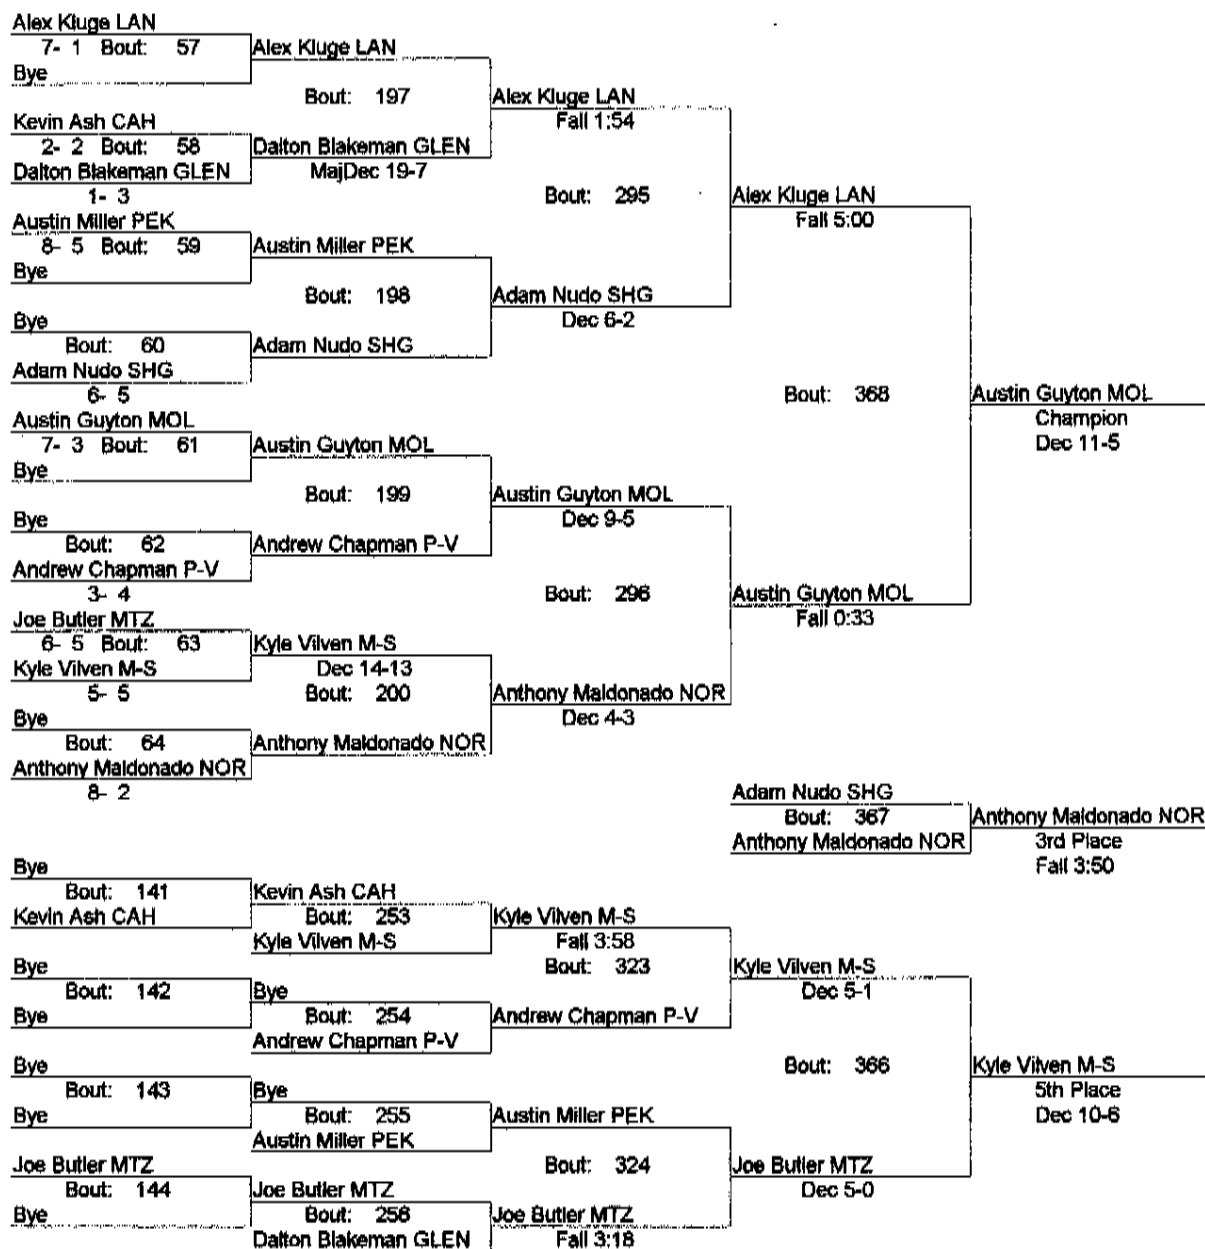 Alex Kluge LAN
7- 1 Bout: 57
Bye
Alex Kluge LAN
Bout: 197
Kevin Ash CAH
2- 2 Bout: 58
Dalton Blakeman GLEN
1- 3
Dalton Blakeman GLEN
MajDec 19-7
Alex Kluge LAN
Fall 1:54
Bout: 295
Austin Miller PEK
8- 5 Bout: 59
Bye
Austin Miller PEK
Bout: 198
Bye
Bout: 60
Adam Nudo SHG
6- 5
Adam Nudo SHG
Adam Nudo SHG
Dec 6-2
Alex Kluge LAN
Fall 5:00
Bout: 368
Austin Guyton MOL
Champion
Dec 11-5
Austin Guyton MOL
7- 3 Bout: 61
Bye
Austin Guyton MOL
Bout: 199
Bye
Bout: 62
Andrew Chapman P-V
3- 4
Andrew Chapman P-V
Austin Guyton MOL
Dec 9-5
Bout: 296
Austin Guyton MOL
Fall 0:33
Joe Butler MTZ
6- 5 Bout: 63
Kyle Vilven M-S
5- 5
Kyle Vilven M-S
Dec 14-13
Bout: 200
Bye
Bout: 64
Anthony Maldonado NOR
8- 2
Anthony Maldonado NOR
Anthony Maldonado NOR
Dec 4-3
Adam Nudo SHG
Bout: 367
Anthony Maldonado NOR
Anthony Maldonado NOR
3rd Place
Fall 3:50
Bye
Bout: 141
Kevin Ash CAH
Kevin Ash CAH
Bout: 253
Kyle Vilven M-S
Kyle Vilven M-S
Fall 3:58
Bout: 323
Bye
Bout: 142
Bye
Bye
Bout: 254
Andrew Chapman P-V
Andrew Chapman P-V
Kyle Vilven M-S
Dec 5-1
Bout: 366
Kyle Vilven M-S
5th Place
Dec 10-6
Bye
Bout: 143
Bye
Bye
Bout: 255
Austin Miller PEK
Austin Miller PEK
Bout: 324
Joe Butler MTZ
Bout: 144
Bye
Joe Butler MTZ
Bout: 256
Dalton Blakeman GLEN
Joe Butler MTZ
Fall 3:18
Joe Butler MTZ
Dec 5-0